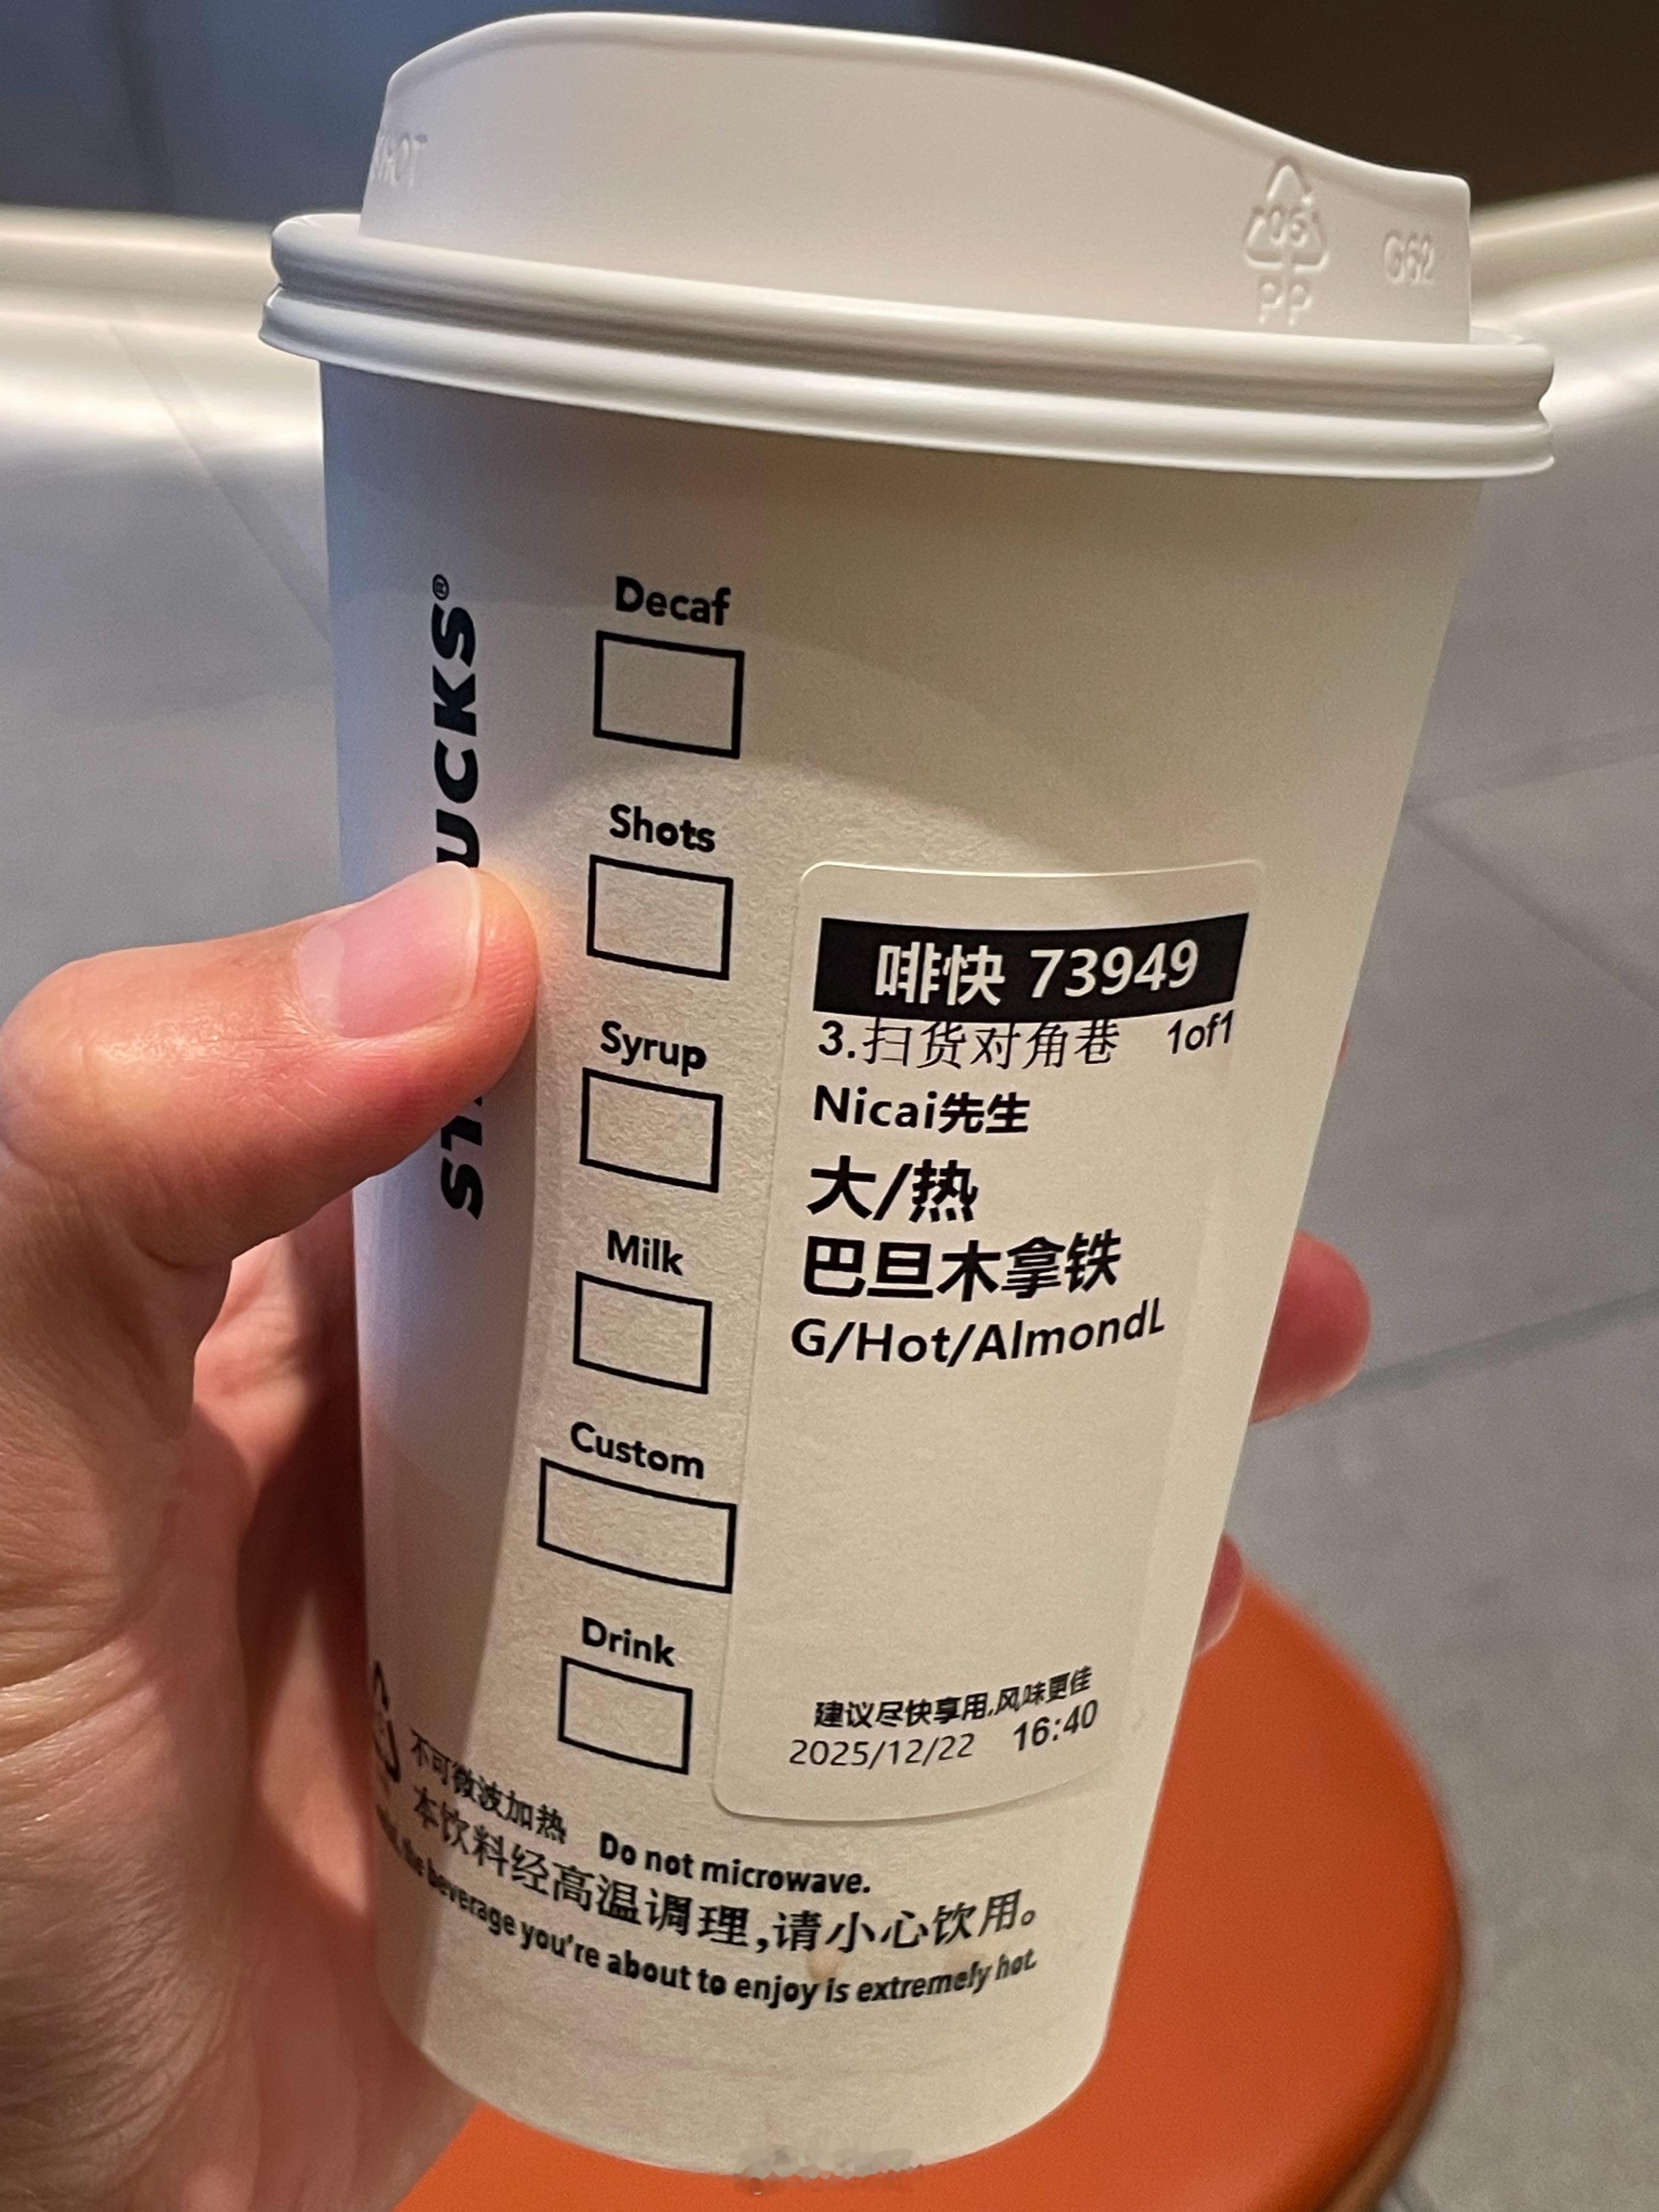 06
PP
G62
UCKS®
Decaf
Shots
Syrup
Milk
Custom
Drink
啡快 73949
3.扫货对角巷 1of1
Nicai先生
大/热
巴旦木拿铁
G/Hot/AlmondL
建议尽快享用,风味更佳
2025/12/22 16:40
不可微波加热 Do not microwave.
本饮料经高温调理,请小心饮用。
the beverage you're about to enjoy is extremely hot.